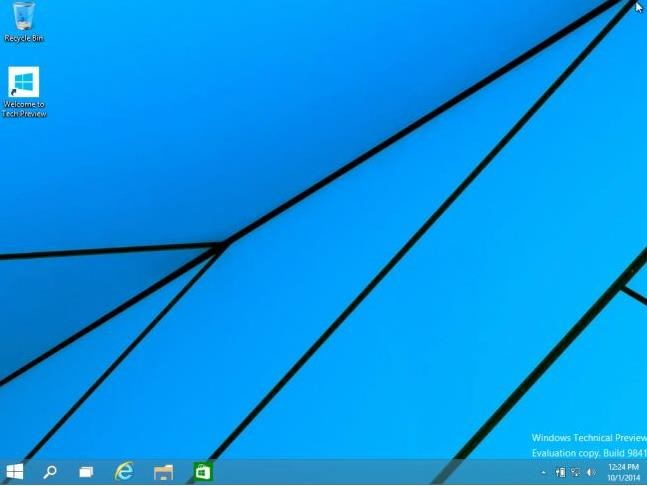 Recycle Bin
Welcome to
Tech Preview
Windows Technical Preview
Evaluation copy. Build 9841
12:24 PM
10/1/2014